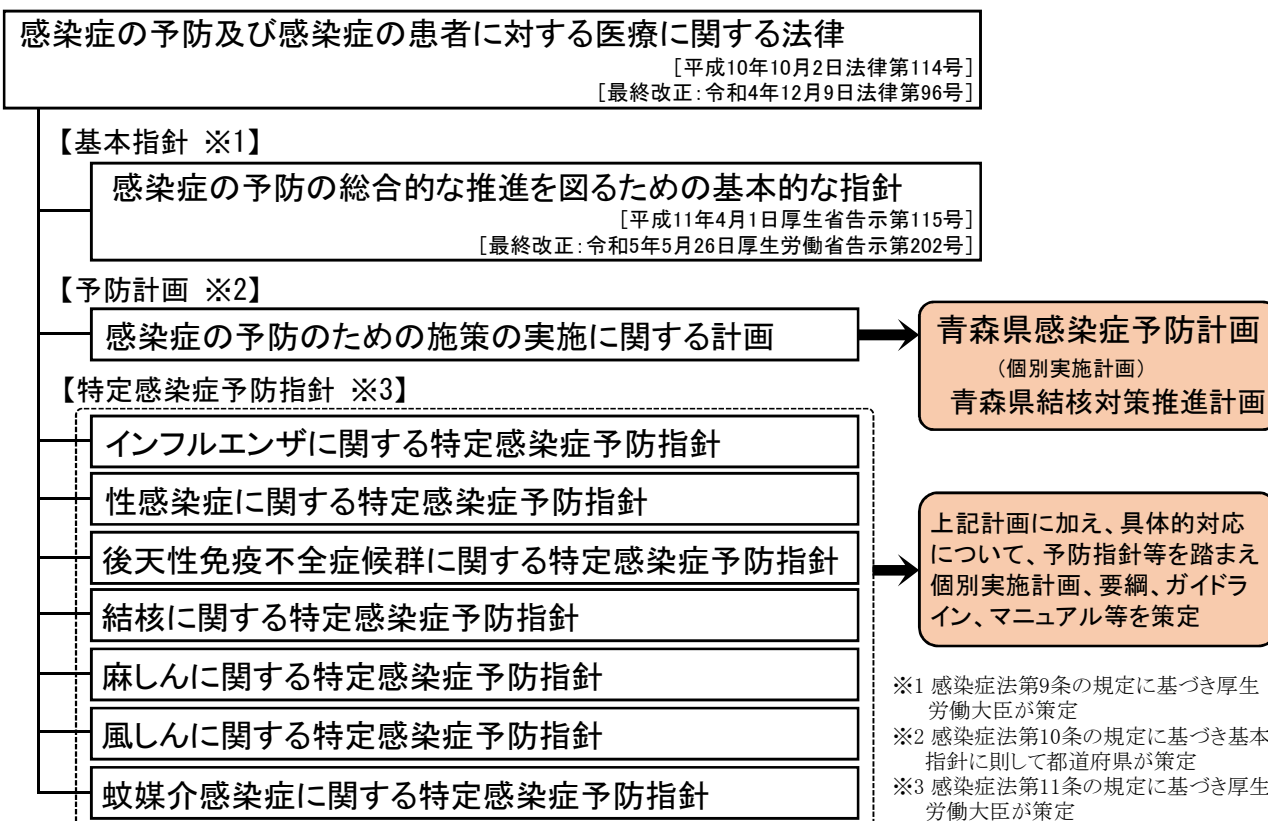 感染症の予防及び感染症の患者に対する医療に関する法律
[平成10年10月2日法律第114号]
[最終改正:令和4年12月9日法律第96号]
【基本指針 ※1】
感染症の予防の総合的な推進を図るための基本的な指針
[平成11年4月1日厚生省告示第115号]
[最終改正:令和5年5月26日厚生労働省告示第202号]
【予防計画 ※2】
感染症の予防のための施策の実施に関する計画
青森県感染症予防計画
(個別実施計画)
青森県結核対策推進計画
【特定感染症予防指針 ※3】
インフルエンザに関する特定感染症予防指針
性感染症に関する特定感染症予防指針
後天性免疫不全症候群に関する特定感染症予防指針
結核に関する特定感染症予防指針
麻しんに関する特定感染症予防指針
風しんに関する特定感染症予防指針
蚊媒介感染症に関する特定感染症予防指針
上記計画に加え、具体的対応
について、予防指針等を踏まえ
個別実施計画、要綱、ガイドラ
イン、マニュアル等を策定
※1 感染症法第9条の規定に基づき厚生
労働大臣が策定
※2 感染症法第10条の規定に基づき基本
指針に則して都道府県が策定
※3 感染症法第11条の規定に基づき厚生
労働大臣が策定